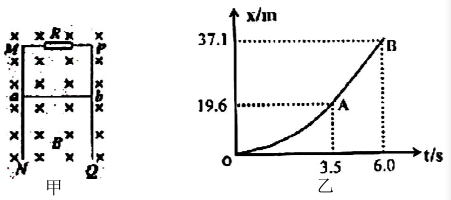 R
M P
a b
B
N Q
甲
x/m
37.1
B
19.6
A
O
3.5 6.0 t/s
乙